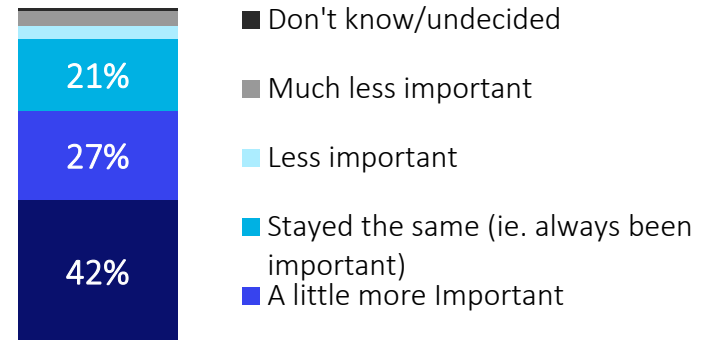 Don't know/undecided
21%
Much less important
27%
Less important
Stayed the same (ie. always been
important)
42%
A little more Important